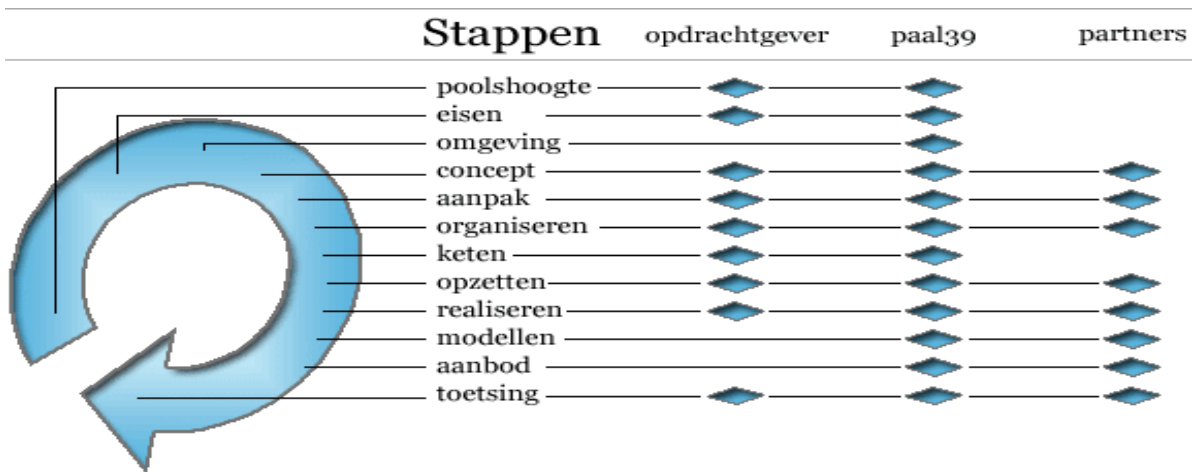 Stappen opdrachtgever paal39 partners
poolshoogte
eisen
omgeving
concept
aanpak
organiseren
keten
opzetten
realiseren
modellen
aanbod
toetsing